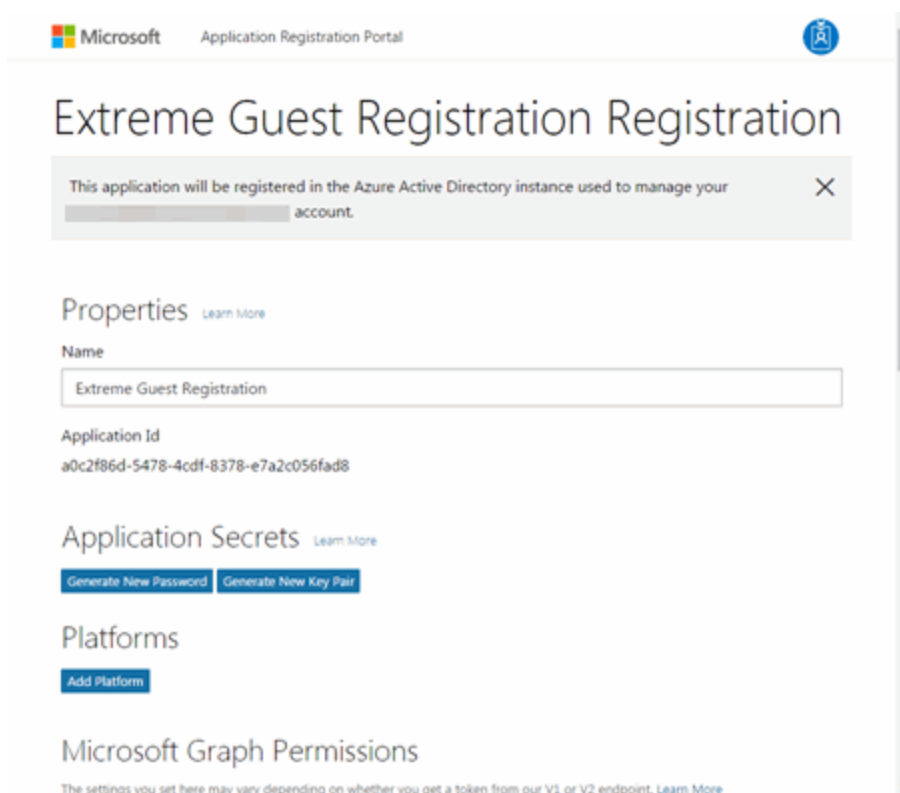 Microsoft Application Registration Portal
Extreme Guest Registration Registration
This application will be registered in the Azure Active Directory instance used to manage your
account.
Properties Learn More
Name
Extreme Guest Registration
Application Id
a0c2f86d-5478-4cdf-8378-e7a2c056fad8
Application Secrets Learn More
Generate New Password Generate New Key Pair
Platforms
Add Platform
Microsoft Graph Permissions
The settings you set here may vary depending on whether you get a token from our V1 or V2 endpoint. Learn More